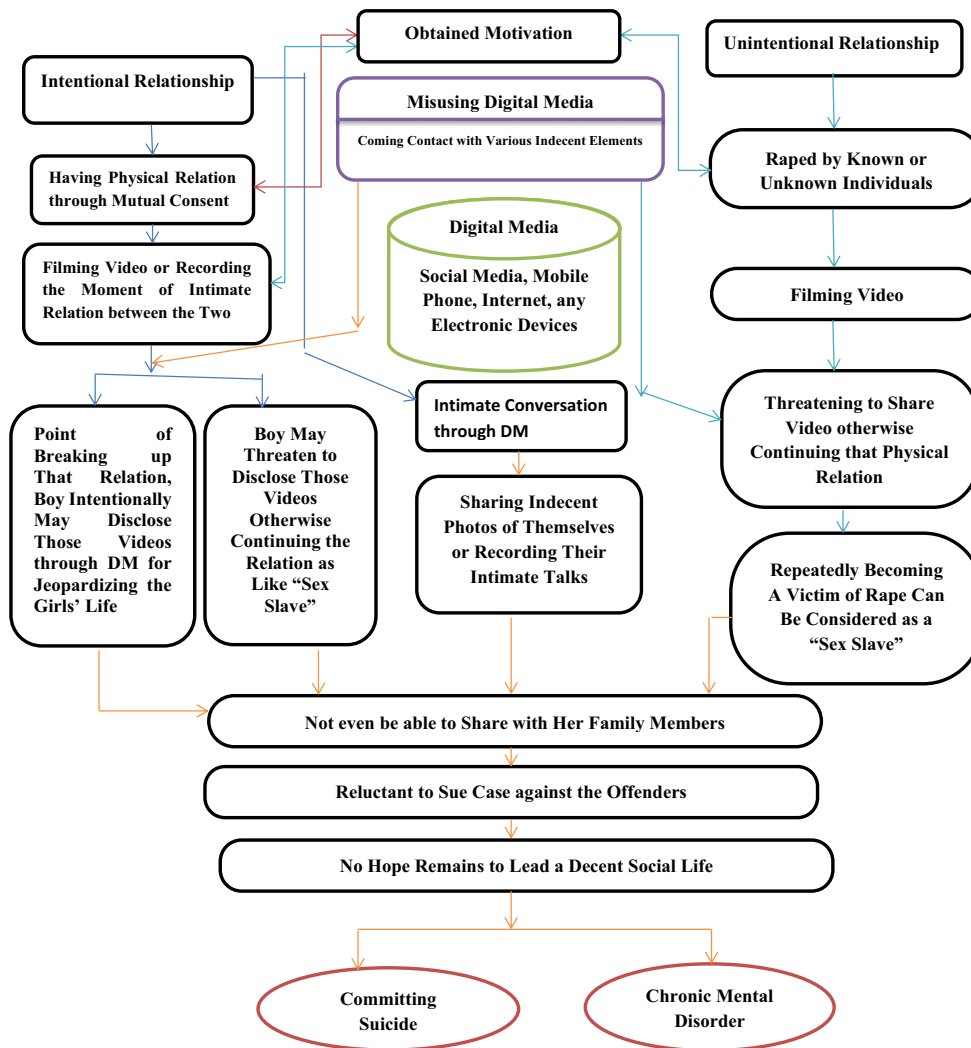 Obtained Motivation
Unintentional Relationship
Intentional Relationship
Misusing Digital Media
Coming Contact with Various Indecent Elements
Raped by Known or
Unknown Individuals
Having Physical Relation
through Mutual Consent
Digital Media
Social Media, Mobile
Phone, Internet, any
Electronic Devices
Filming Video or Recording
the Moment of Intimate
Relation between the Two
Filming Video
Point of
Breaking up
That Relation,
Boy Intentionally
May Disclose
Those Videos
through DM for
Jeopardizing the
Girls' Life
Boy May
Threaten to
Disclose Those
Videos
Otherwise
Continuing the
Relation as
Like “Sex
Slave”
Intimate Conversation
through DM
Threatening to Share
Video otherwise
Continuing that Physical
Relation
Sharing Indecent
Photos of Themselves
or Recording Their
Intimate Talks
Repeatedly Becoming
A Victim of Rape Can
Be Considered as a
“Sex Slave”
Not even be able to Share with Her Family Members
Reluctant to Sue Case against the Offenders
No Hope Remains to Lead a Decent Social Life
Committing
Suicide
Chronic Mental
Disorder